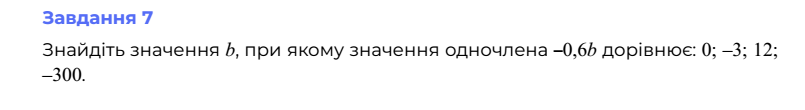 Завдання 7
Знайдіть значення b, при якому значення одночлена –0,6b дорівнює: 0; –3; 12;
–300.